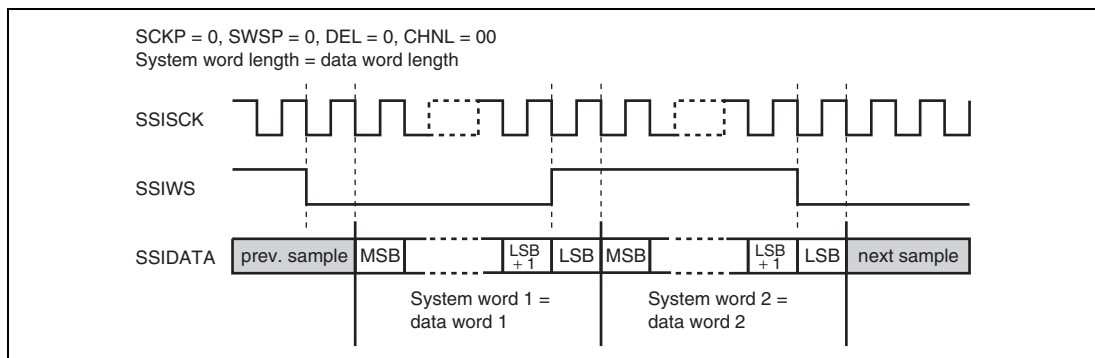 SCKP = 0, SWSP = 0, DEL = 0, CHNL = 00
System word length = data word length
SSISCK
SSIWS
SSIDATA
prev. sample
MSB
LSB
+ 1
LSB
MSB
LSB
+ 1
LSB
next sample
System word 1 =
data word 1
System word 2 =
data word 2